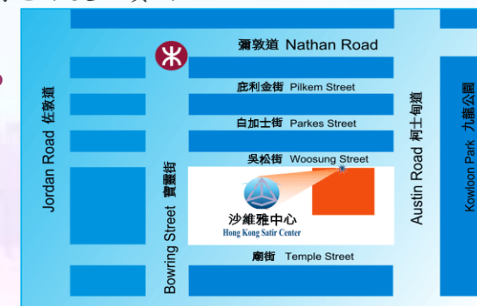 彌敦道 Nathan Road
庇利金街 Pilkem Street
白加士街 Parkes Street
吳松街 Woosung Street
沙維雅中心
Hong Kong Satir Center
廟街 Temple Street
Jordan Road 佐敦道
Bowring Street 寶靈街
Austin Road 柯士甸道
Kowloon Park 九龍公園